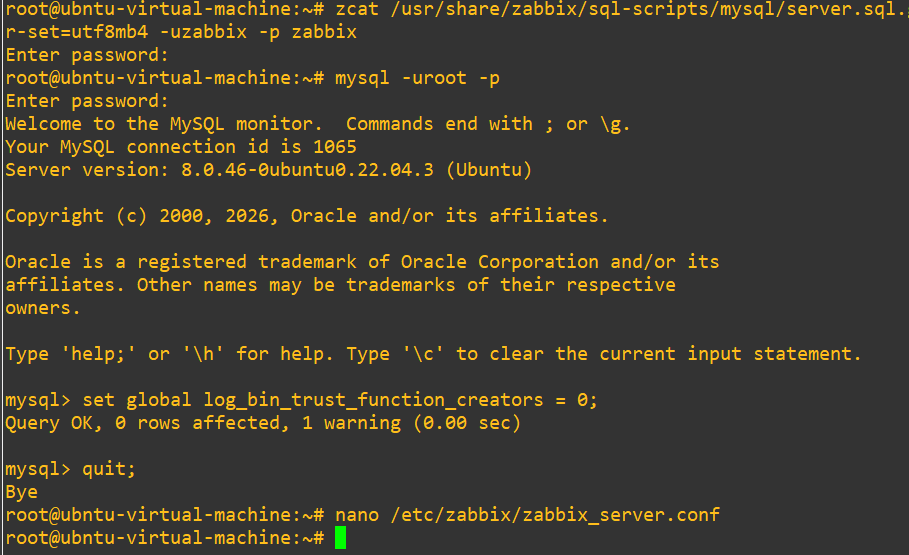 root@ubntu-virtual-machine:~# zcat /usr/share/zabbix/sql-scripts/mysql/server.sql.
r-set=utf8mb4 -uzabbix -p zabbix
Enter password:
root@ubntu-virtual-machine:~# mysql -uroot -p
Enter password:
Welcome to the MySQL monitor.  Commands end with ; or \g.
Your MySQL connection id is 1065
Server version: 8.0.46-0ubuntu0.22.04.3 (Ubuntu)

Copyright (c) 2000, 2026, Oracle and/or its affiliates.

Oracle is a registered trademark of Oracle Corporation and/or its
affiliates. Other names may be trademarks of their respective
owners.

Type 'help;' or '\h' for help. Type '\c' to clear the current input statement.

mysql> set global log_bin_trust_function_creators = 0;
Query OK, 0 rows affected, 1 warning (0.00 sec)

mysql> quit;
Bye
root@ubntu-virtual-machine:~# nano /etc/zabbix/zabbix_server.conf
root@ubntu-virtual-machine:~#